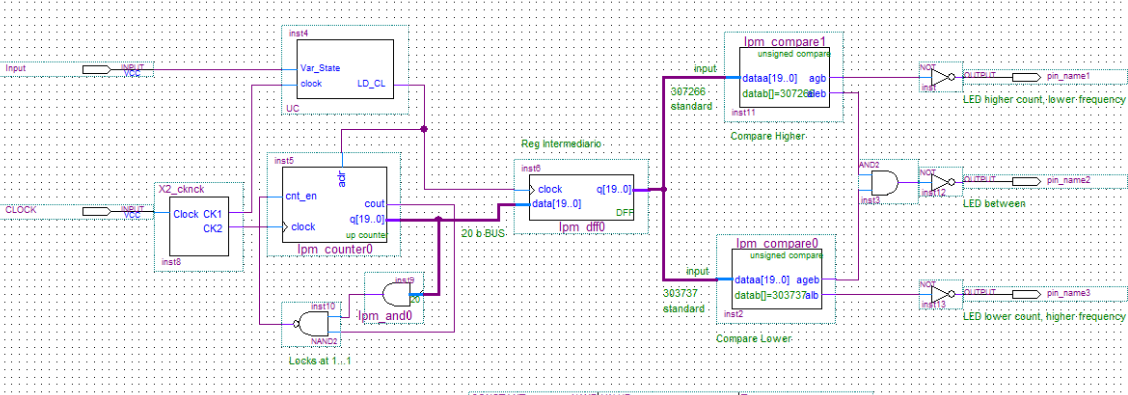 inst4
Input
INPUT
VCC
Var_State
clock
LD_CL
UC
X2_cknck
CLOCK
INPUT
VCC
Clock CK1
CK2
inst8
inst5
aclr
cnt_en
cout
q[19..0]
clock
up counter
lpm_counter0
20 b BUS
inst9
20
lpm_and0
inst10
NAND2
Locks at 1...1
Reg Intermediario
inst6
clock
q[19..0]
data[19..0]
DFF
lpm_dff0
lpm_compare1
unsigned compare
input
dataa[19..0]
agb
307266
standard
datab[]=307266
aleb
inst11
Compare Higher
lpm_compare0
unsigned compare
input
dataa[19..0]
ageb
303737
standard
datab[]=303737
alb
inst2
Compare Lower
AND2
inst3
NOT
inst
OUTPUT
pin_name1
LED higher count, lower frequency
NOT
inst12
OUTPUT
pin_name2
LED between
NOT
inst13
OUTPUT
pin_name3
LED lower count, higher frequency